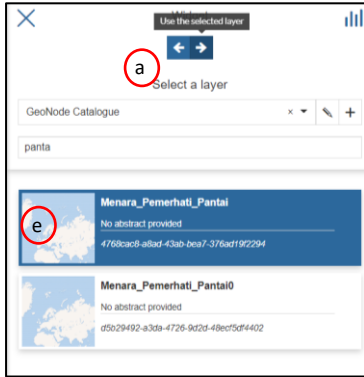 Use the selected layer
a
Select a layer
GeoNode Catalogue
panta
Menara_Pemerhati_Pantai
No abstract provided
4768cac8-a8ad-43ab-bea7-376ad19f2294
e
Menara_Pemerhati_Pantai0
No abstract provided
d5b29492-a3da-4726-9d2d-48ecf5df4402